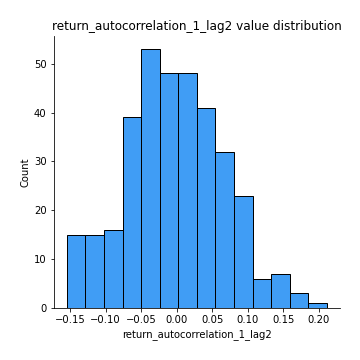 return_autocorrelation_1_lag2 value distribution
50
40
30
20
10
0
Count
−0.15 −0.10 −0.05 0.00 0.05 0.10 0.15 0.20
return_autocorrelation_1_lag2